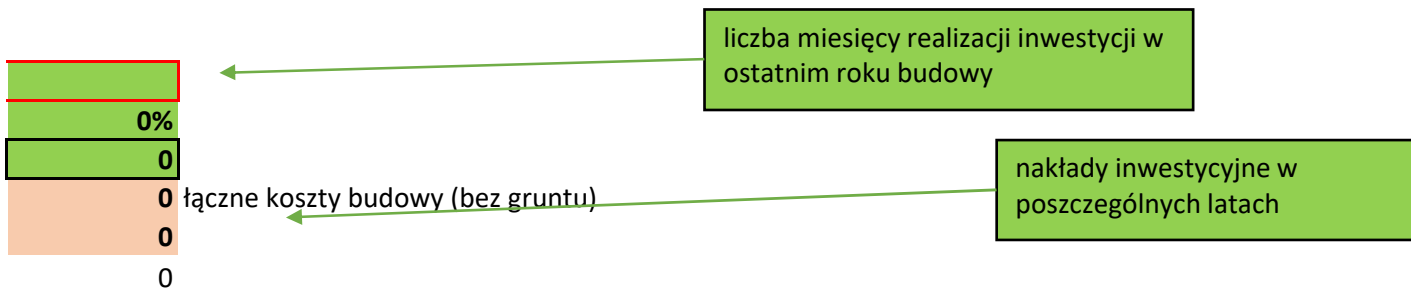 liczba miesięcy realizacji inwestycji w
ostatnim roku budowy
0%
0
0 łączne koszty budowy (bez gruntu)
nakłady inwestycyjne w
poszczególnych latach
0
0